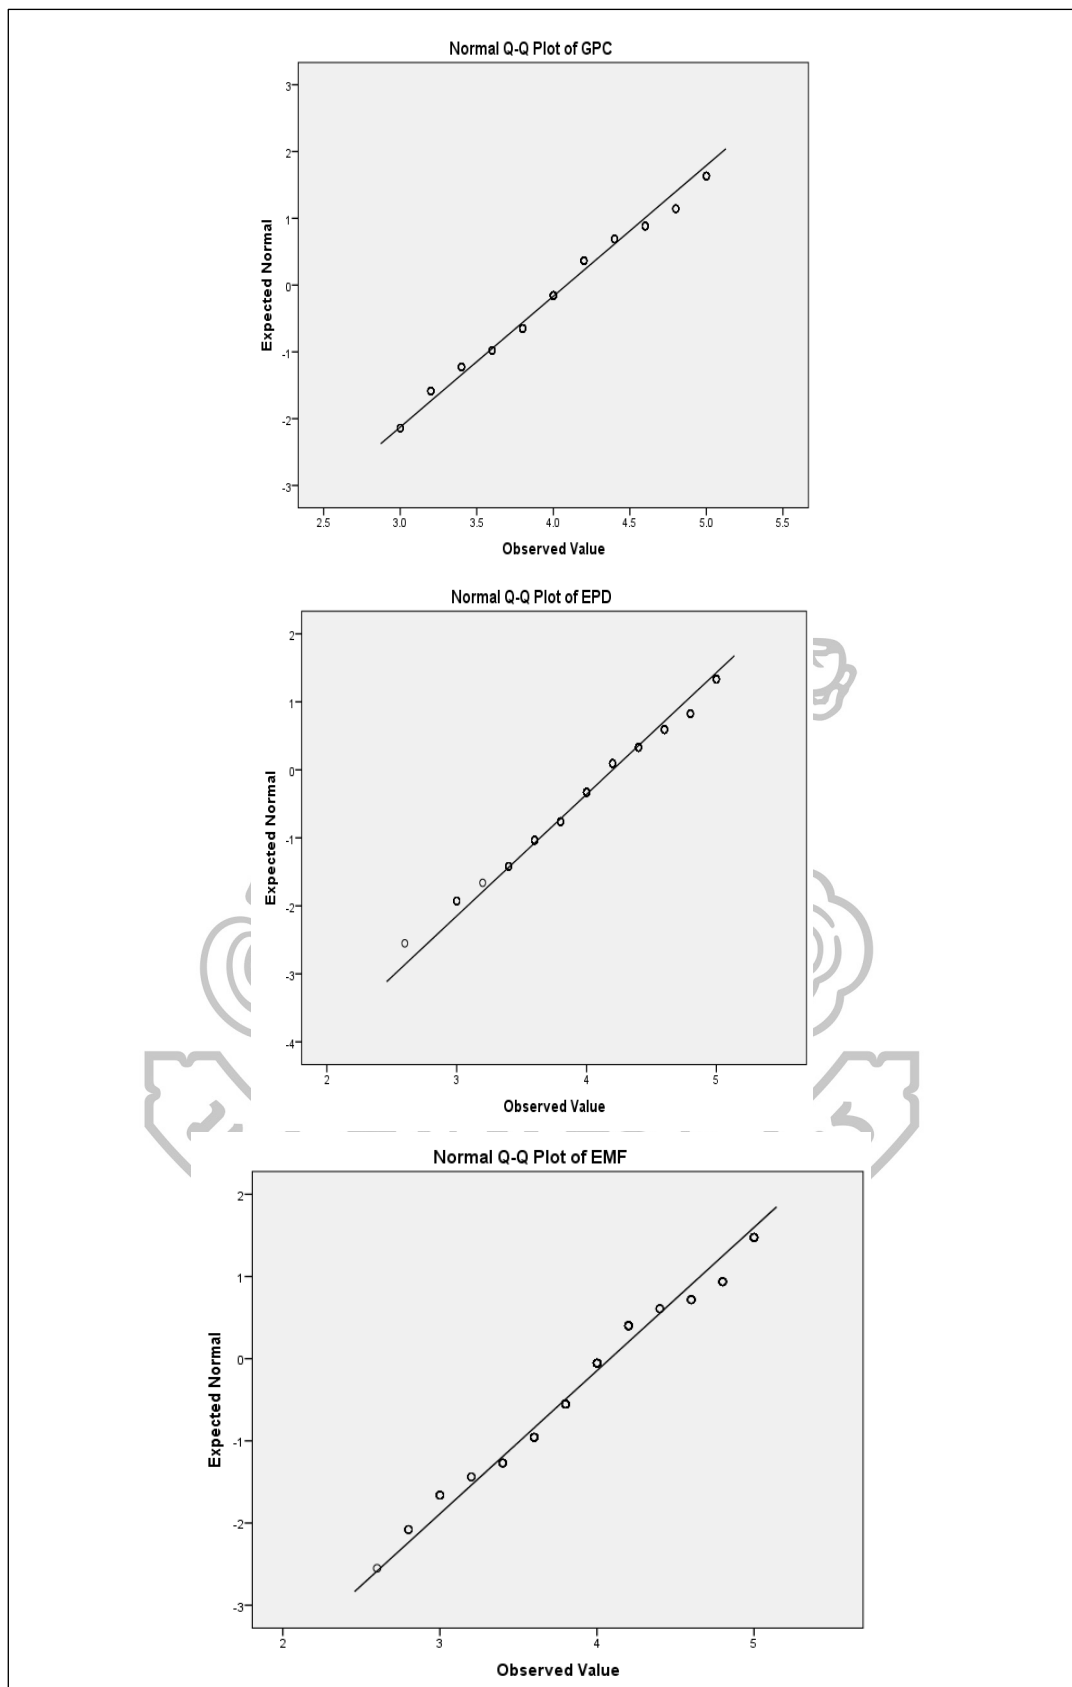 Normal Q-Q Plot of GPC
3
2
1
0
-1
-2
-3
Expected Normal
2.5 3.0 3.5 4.0 4.5 5.0 5.5
Observed Value
Normal Q-Q Plot of EPD
2
1
0
-1
-2
-3
-4
Expected Normal
2 3 4 5
Observed Value
Normal Q-Q Plot of EMF
2
1
0
-1
-2
-3
Expected Normal
2 3 4 5
Observed Value